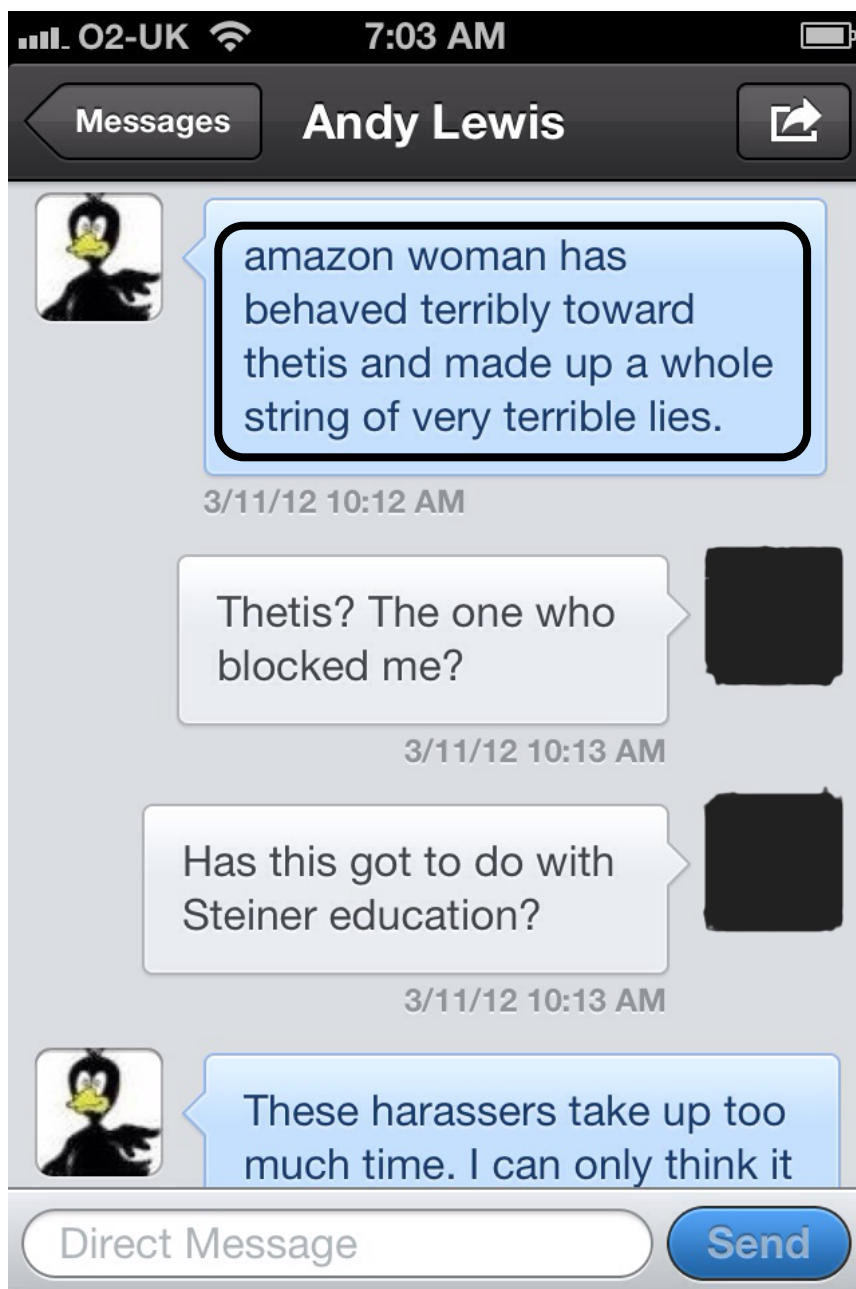 O2-UK 7:03 AM
Messages Andy Lewis
amazon woman has
behaved terribly toward
thetis and made up a whole
string of very terrible lies.
3/11/12 10:12 AM
Thetis? The one who
blocked me?
3/11/12 10:13 AM
Has this got to do with
Steiner education?
3/11/12 10:13 AM
These harassers take up too
much time. I can only think it
Direct Message Send